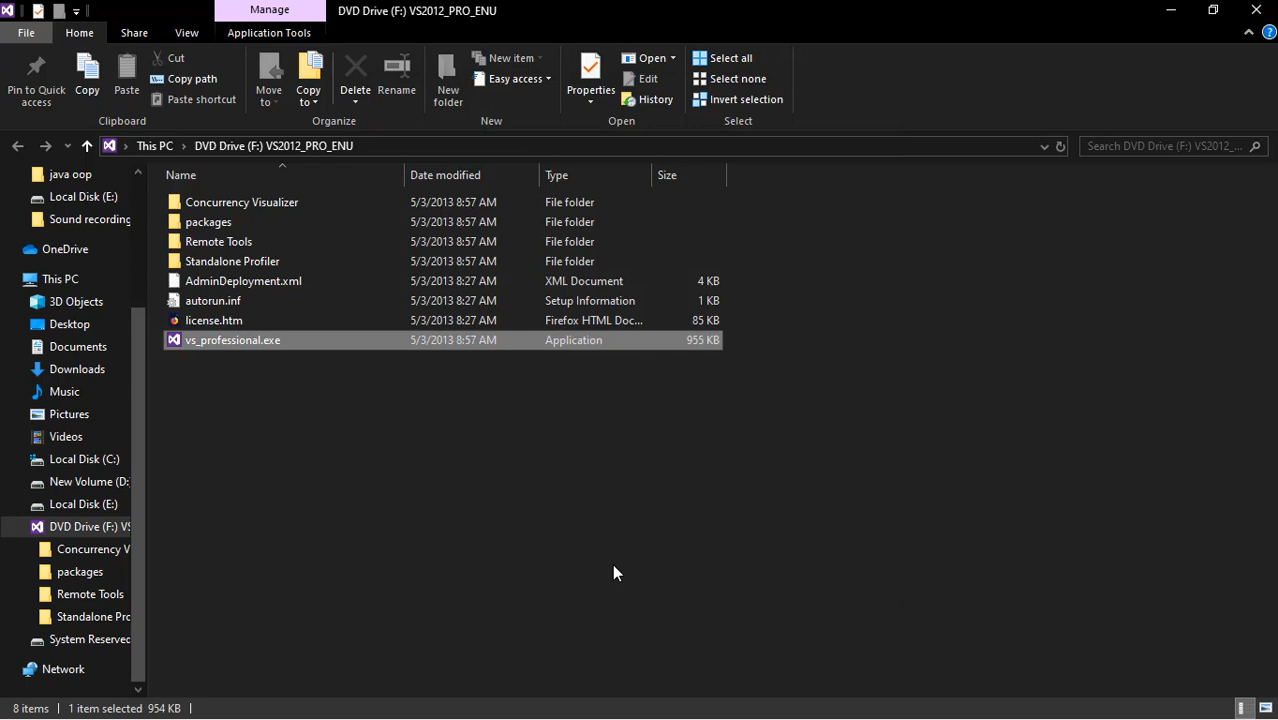 Manage
DVD Drive (F:) VS2012_PRO_ENU
File
Home
Share
View
Application Tools
Pin to Quick access
Copy
Paste
Cut
Copy path
Paste shortcut
Clipboard
Move to
Copy to
Delete
Rename
Organize
New folder
New item
Easy access
New
Properties
Open
Edit
History
Open
Select all
Select none
Invert selection
Select
This PC
DVD Drive (F:) VS2012_PRO_ENU
Search DVD Drive (F:) VS2012_...
java oop
Local Disk (E:)
Sound recording
OneDrive
This PC
3D Objects
Desktop
Documents
Downloads
Music
Pictures
Videos
Local Disk (C:)
New Volume (D:)
Local Disk (E:)
DVD Drive (F:) VS
Concurrency V
packages
Remote Tools
Standalone Pro
System Reserved
Network
Name Date modified Type Size
Concurrency Visualizer 5/3/2013 8:57 AM File folder
packages 5/3/2013 8:57 AM File folder
Remote Tools 5/3/2013 8:57 AM File folder
Standalone Profiler 5/3/2013 8:57 AM File folder
AdminDeployment.xml 5/3/2013 8:27 AM XML Document 4 KB
autorun.inf 5/3/2013 8:27 AM Setup Information 1 KB
license.htm 5/3/2013 8:27 AM Firefox HTML Doc... 85 KB
vs_professional.exe 5/3/2013 8:57 AM Application 955 KB
8 items 1 item selected 954 KB